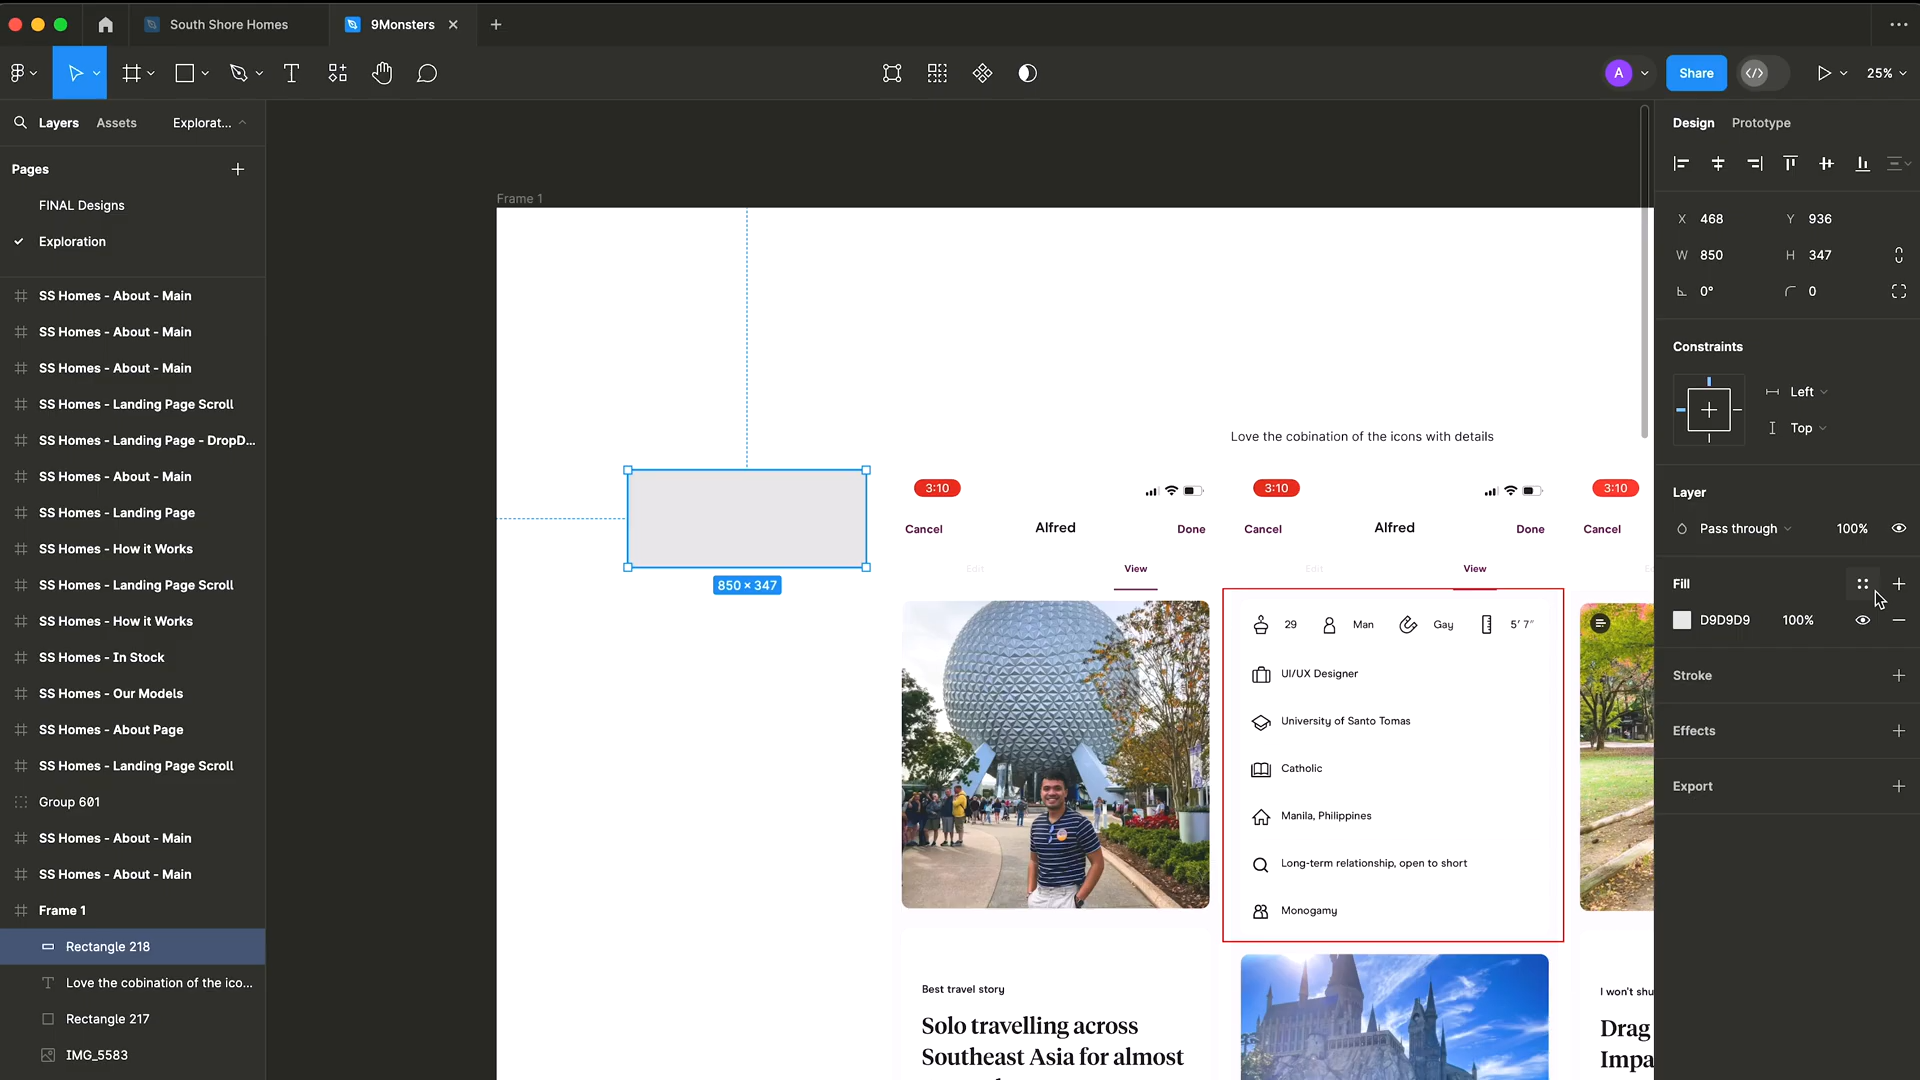 South Shore Homes
9Monsters
A
Share
25%
Layers
Assets
Explorat...
Design
Prototype
Pages
FINAL Designs
Exploration
SS Homes - About - Main
SS Homes - About - Main
SS Homes - About - Main
SS Homes - Landing Page Scroll
SS Homes - Landing Page - DropD...
SS Homes - About - Main
SS Homes - Landing Page
SS Homes - How it Works
SS Homes - Landing Page Scroll
SS Homes - How it Works
SS Homes - In Stock
SS Homes - Our Models
SS Homes - About Page
SS Homes - Landing Page Scroll
Group 601
SS Homes - About - Main
SS Homes - About - Main
Frame 1
Rectangle 218
Love the cobination of the ico...
Rectangle 217
IMG_5583
Frame 1
850 × 347
Love the cobination of the icons with details
3:10
Cancel
Alfred
Done
Edit
View
Best travel story
Solo travelling across
Southeast Asia for almost
3:10
Cancel
Alfred
Done
Edit
View
29
Man
Gay
5' 7"
UI/UX Designer
University of Santo Tomas
Catholic
Manila, Philippines
Long-term relationship, open to short
Monogamy
3:10
Cancel
I won't shu
Drag
Impa
X 468
Y 936
W 850
H 347
0°
0
Constraints
Left
Top
Layer
Pass through
100%
Fill
D9D9D9
100%
Stroke
Effects
Export